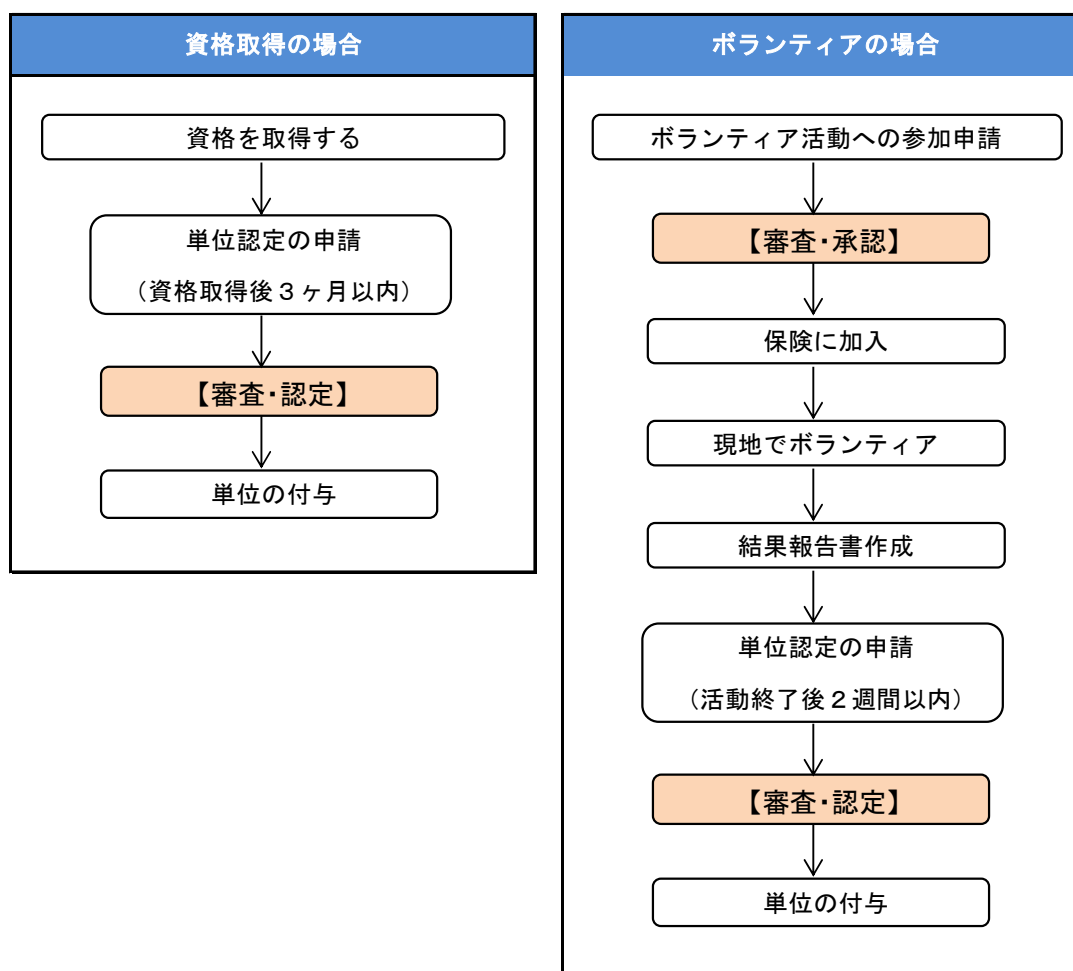 資格取得の場合
資格を取得する
単位認定の申請
（資格取得後３ヶ月以内）
【審査・認定】
単位の付与
ボランティアの場合
ボランティア活動への参加申請
【審査・承認】
保険に加入
現地でボランティア
結果報告書作成
単位認定の申請
（活動終了後２週間以内）
【審査・認定】
単位の付与